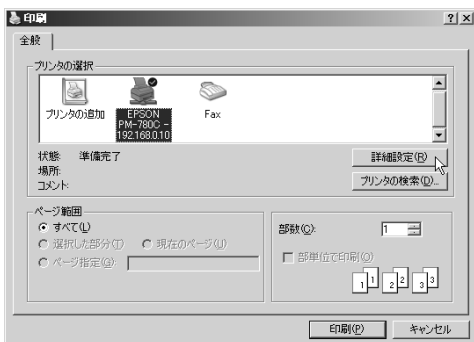 印刷
全般
プリンタの選択
プリンタの追加
EPSON
PM-780C -
192.168.0.10
Fax
状態: 準備完了
場所:
コメント:
詳細設定(R)
プリンタの検索(D)...
ページ範囲
すべて(L)
選択した部分(T) 現在のページ(U)
ページ指定(G):
部数(C): 1
部単位で印刷(O)
1 1 2 2 3 3
印刷(P) キャンセル